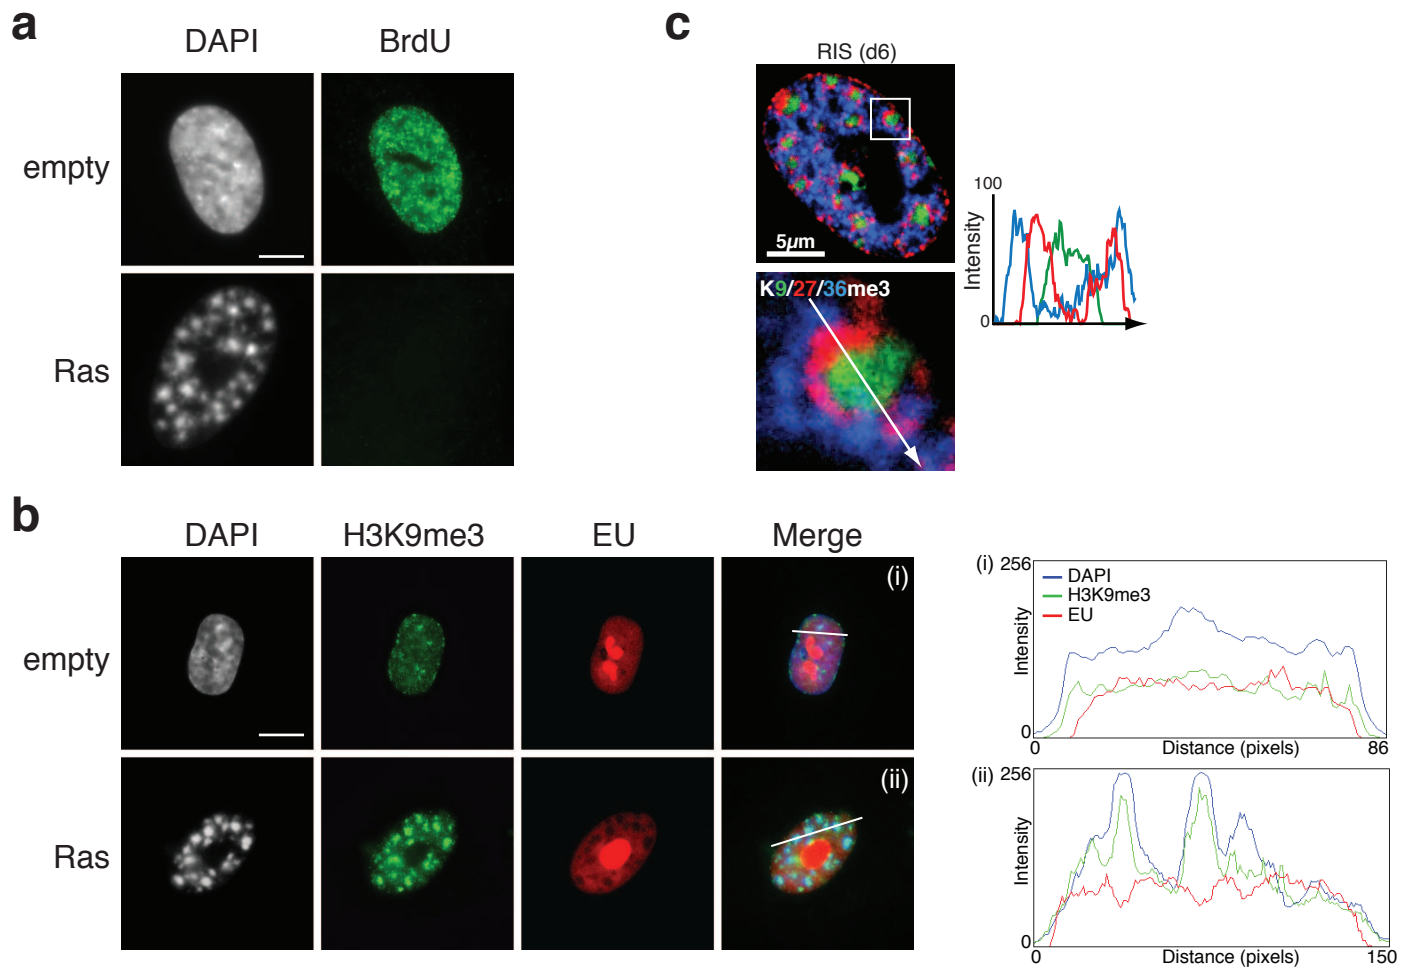 a
DAPI
BrdU
empty
Ras
c
RIS (d6)
5µm
K9/27/36me3
100
Intensity
0
b
DAPI
H3K9me3
EU
Merge
empty
(i)
Ras
(ii)
(i)
256
DAPI
H3K9me3
EU
Intensity
0
0
Distance (pixels)
86
(ii)
256
Intensity
0
0
Distance (pixels)
150